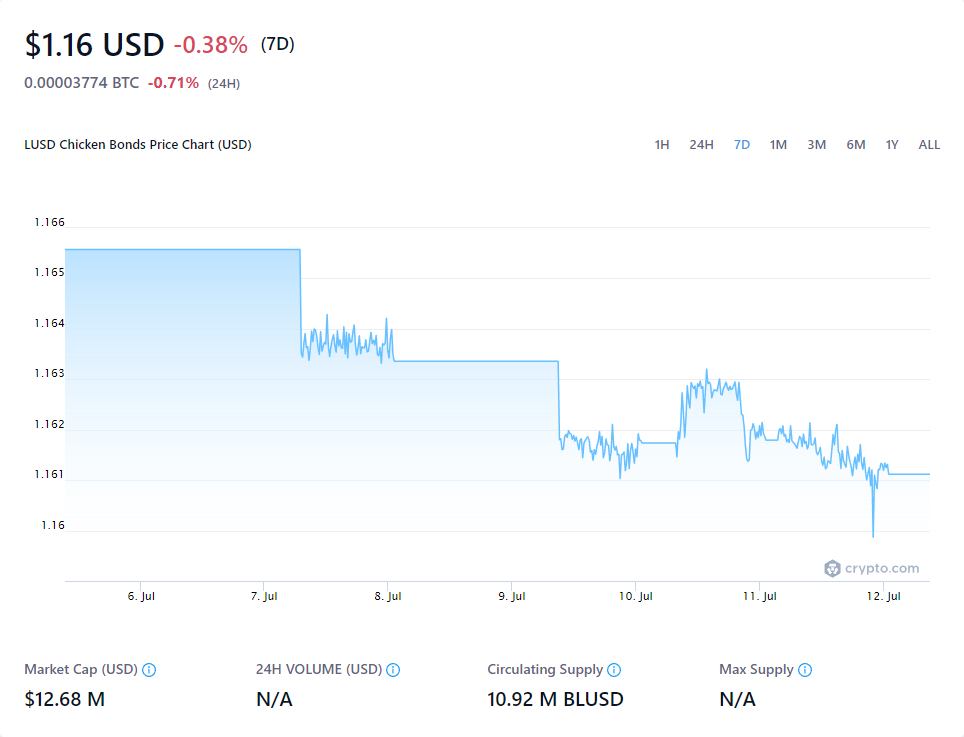 $1.16 USD -0.38% (7D)
0.00003774 BTC -0.71% (24H)
LUSD Chicken Bonds Price Chart (USD)
1H 24H 7D 1M 3M 6M 1Y ALL
1.166
1.165
1.164
1.163
1.162
1.161
1.16
crypto.com
6. Jul 7. Jul 8. Jul 9. Jul 10. Jul 11. Jul 12. Jul
Market Cap (USD) 24H VOLUME (USD) Circulating Supply Max Supply
$12.68 M N/A 10.92 M BLUSD N/A